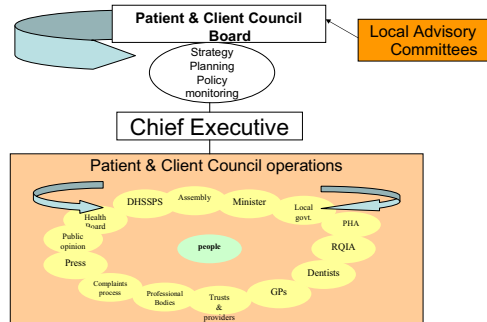 Patient & Client Council
Board
Local Advisory
Committees
Strategy
Planning
Policy
monitoring
Chief Executive
Patient & Client Council operations
DHSSPS
Assembly
Minister
Local
govt.
PHA
RQIA
Dentists
GPs
Trusts
&
providers
Professional
Bodies
Complaints
process
Press
Public
opinion
Health
Board
people